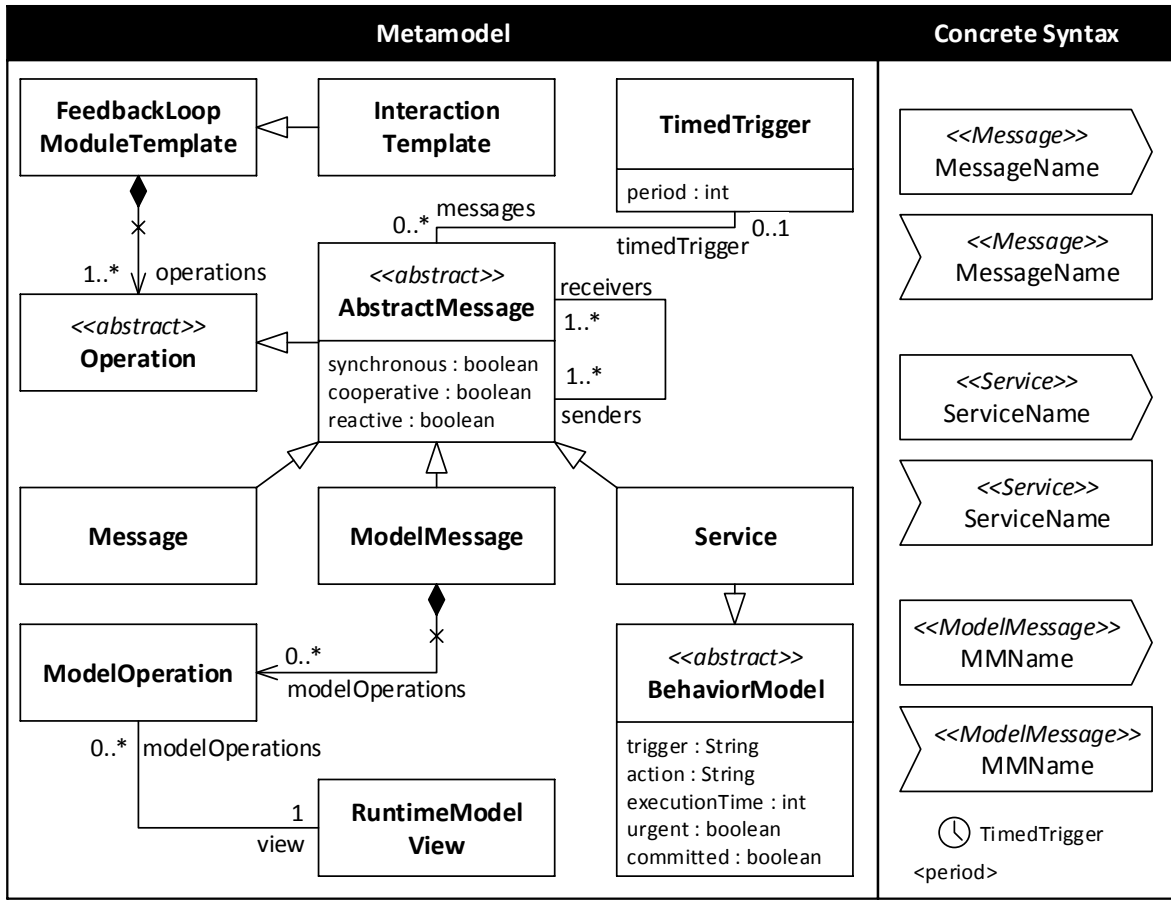 Metamodel
Concrete Syntax
FeedbackLoop
ModuleTemplate
Interaction
Template
TimedTrigger
period : int
0..*
messages
0..1
timedTrigger
1..*
operations
<<abstract>>
Operation
<<abstract>>
AbstractMessage
synchronous : boolean
cooperative : boolean
reactive : boolean
receivers
1..*
1..*
senders
Message
ModelMessage
Service
ModelOperation
0..*
modelOperations
<<abstract>>
BehaviorModel
trigger : String
action : String
executionTime : int
urgent : boolean
committed : boolean
0..*
modelOperations
1
view
RuntimeModel
View
<<Message>>
MessageName
<<Message>>
MessageName
<<Service>>
ServiceName
<<Service>>
ServiceName
<<ModelMessage>>
MMName
<<ModelMessage>>
MMName
TimedTrigger
<period>